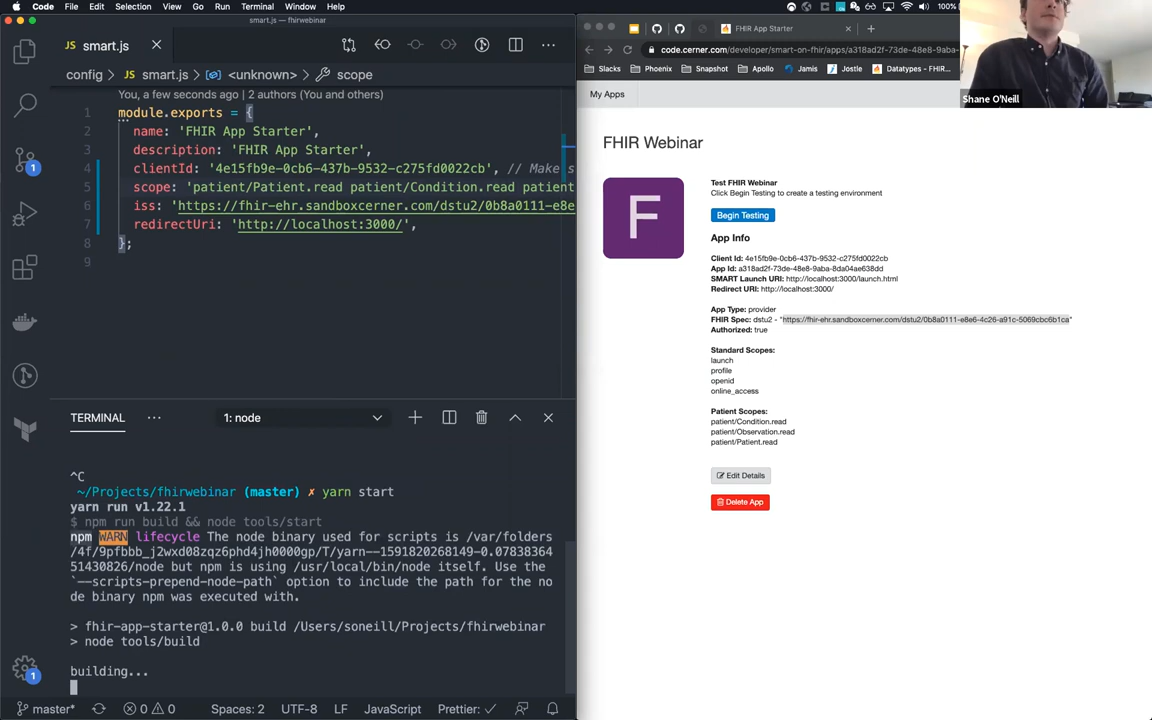 Code File Edit Selection View Go Run Terminal Window Help
100%
smart.js — fhirwebinar
JS smart.js
config > JS smart.js > <unknown> > scope
You, a few seconds ago | 2 authors (You and others)
1 module.exports = {
2 name: 'FHIR App Starter',
3 description: 'FHIR App Starter',
4 clientId: '4e15fb9e-0cb6-437b-9532-c275fd0022cb', // Make s
5 scope: 'patient/Patient.read patient/Condition.read patient
6 iss: 'https://fhir-ehr.sandboxcerner.com/dstu2/0b8a0111-e8e
7 redirectUri: 'http://localhost:3000/',
8 };
9
1
TERMINAL ... 1: node
^C
~/Projects/fhirwebinar (master) ✗ yarn start
yarn run v1.22.1
$ npm run build && node tools/start
npm WARN lifecycle The node binary used for scripts is /var/folders
/4f/9pfbbb_j2wxd08zqz6phd4jh0000gp/T/yarn--1591820268149-0.07838364
51430826/node but npm is using /usr/local/bin/node itself. Use the
`--scripts-prepend-node-path` option to include the path for the no
de binary npm was executed with.
> fhir-app-starter@1.0.0 build /Users/soneill/Projects/fhirwebinar
> node tools/build
building...
1
master* 0 0 Spaces: 2 UTF-8 LF JavaScript Prettier: ✓
FHIR App Starter
code.cerner.com/developer/smart-on-fhir/apps/a318ad2f-73de-48e8-9aba-
Slacks Phoenix Snapshot Apollo Jamis Jostle Datatypes - FHIR...
Shane O'Neill
My Apps
FHIR Webinar
F
Test FHIR Webinar
Click Begin Testing to create a testing environment
Begin Testing
App Info
Client Id: 4e15fb9e-0cb6-437b-9532-c275fd0022cb
App Id: a318ad2f-73de-48e8-9aba-8da04ae638dd
SMART Launch URI: http://localhost:3000/launch.html
Redirect URI: http://localhost:3000/
App Type: provider
FHIR Spec: dstu2 - "https://fhir-ehr.sandboxcerner.com/dstu2/0b8a0111-e8e6-4c26-a91c-5069cbc6b1ca"
Authorized: true
Standard Scopes:
launch
profile
openid
online_access
Patient Scopes:
patient/Condition.read
patient/Observation.read
patient/Patient.read
Edit Details
Delete App